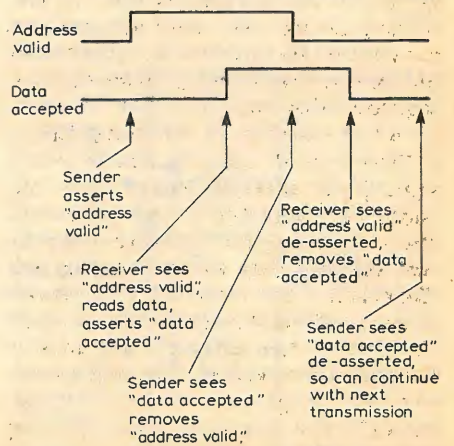 Address
valid
Data
accepted
Sender
asserts
"address
valid"
Receiver sees
"address valid",
reads data,
asserts "data
accepted"
Sender sees
"data accepted"
removes
"address valid",
Receiver sees
"address valid"
de-asserted,
removes "data
accepted"
Sender sees
"data accepted"
de-asserted,
so can continue
with next
transmission